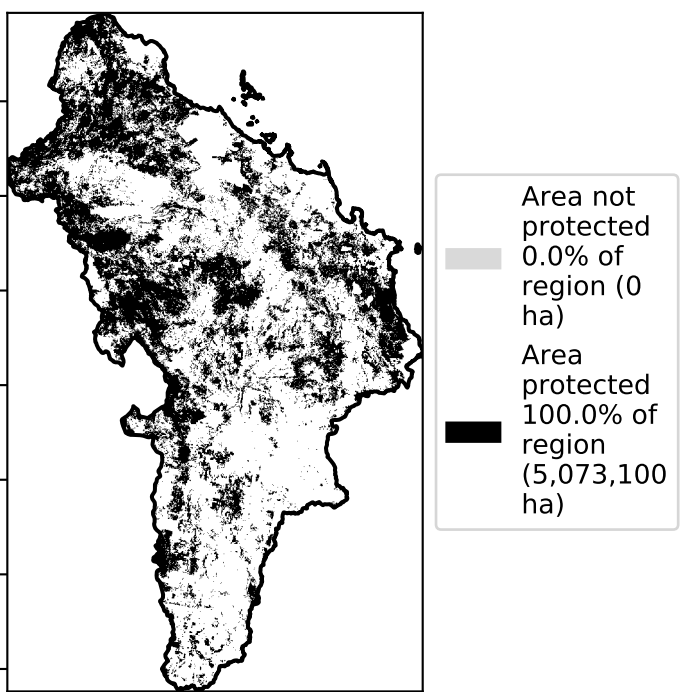 Area not
protected
0.0% of
region (0
ha)
Area
protected
100.0% of
region
(5,073,100
ha)